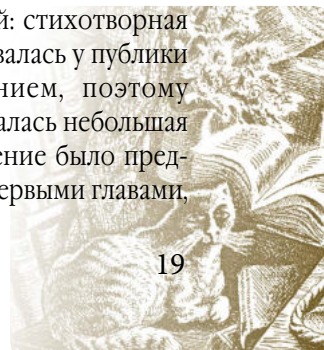 й: стихотворная
валась у публики
нием, поэтому
алась небольшая
ение было пред-
ервыми главами,
19